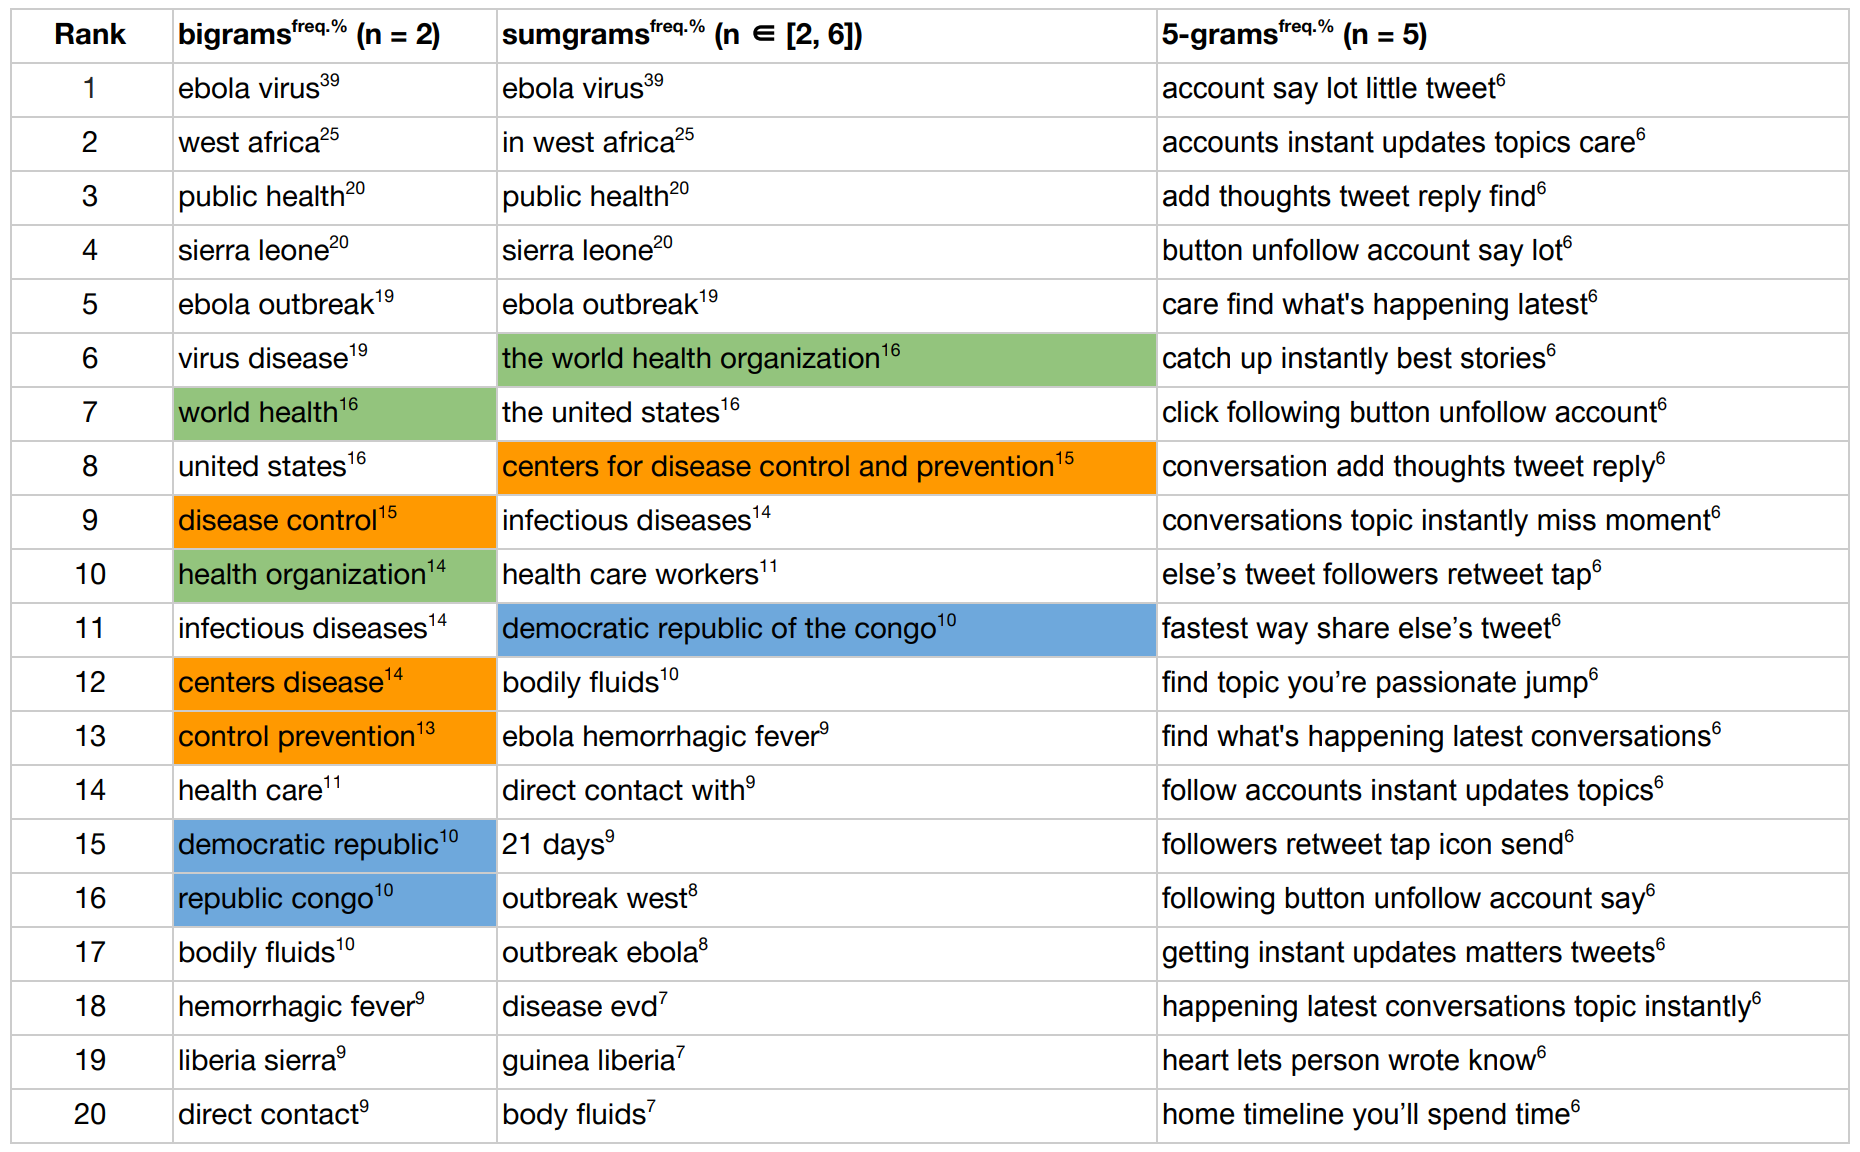 Rank bigrams^freq.% (n = 2) sumgrams^freq.% (n ∈ [2, 6]) 5-grams^freq.% (n = 5)
1 ebola virus^39 ebola virus^39 account say lot little tweet^6
2 west africa^25 in west africa^25 accounts instant updates topics care^6
3 public health^20 public health^20 add thoughts tweet reply find^6
4 sierra leone^20 sierra leone^20 button unfollow account say lot^6
5 ebola outbreak^19 ebola outbreak^19 care find what's happening latest^6
6 virus disease^19 the world health organization^16 catch up instantly best stories^6
7 world health^16 the united states^16 click following button unfollow account^6
8 united states^16 centers for disease control and prevention^15 conversation add thoughts tweet reply^6
9 disease control^15 infectious diseases^14 conversations topic instantly miss moment^6
10 health organization^14 health care workers^11 else’s tweet followers retweet tap^6
11 infectious diseases^14 democratic republic of the congo^10 fastest way share else’s tweet^6
12 centers disease^14 bodily fluids^10 find topic you’re passionate jump^6
13 control prevention^13 ebola hemorrhagic fever^9 find what's happening latest conversations^6
14 health care^11 direct contact with^9 follow accounts instant updates topics^6
15 democratic republic^10 21 days^9 followers retweet tap icon send^6
16 republic congo^10 outbreak west^8 following button unfollow account say^6
17 bodily fluids^10 outbreak ebola^8 getting instant updates matters tweets^6
18 hemorrhagic fever^9 disease evd^7 happening latest conversations topic instantly^6
19 liberia sierra^9 guinea liberia^7 heart lets person wrote know^6
20 direct contact^9 body fluids^7 home timeline you’ll spend time^6